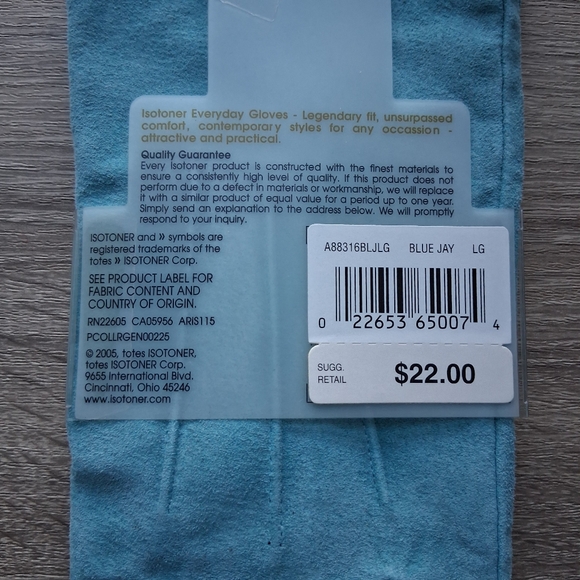 Isotoner Everyday Gloves - Legendary fit, unsurpassed
comfort, contemporary styles for any occassion -
attractive and practical.
Quality Guarantee
Every Isotoner product is constructed with the finest materials to
ensure a consistently high level of quality. If this product does not
perform due to a defect in materials or workmanship, we will replace
it with a similar product of equal value for a period up to one year.
Simply send an explanation to the address below. We will promptly
respond to your inquiry.
ISOTONER and » symbols are
registered trademarks of the
totes » ISOTONER Corp.
SEE PRODUCT LABEL FOR
FABRIC CONTENT AND
COUNTRY OF ORIGIN.
RN22605 CA05956 ARIS115
PCOLLRGEN00225
© 2005, totes ISOTONER,
totes ISOTONER Corp.
9655 International Blvd.
Cincinnati, Ohio 45246
www.isotoner.com
A88316BLJLG BLUE JAY LG
0 22653 65007 4
SUGG.
RETAIL
$22.00